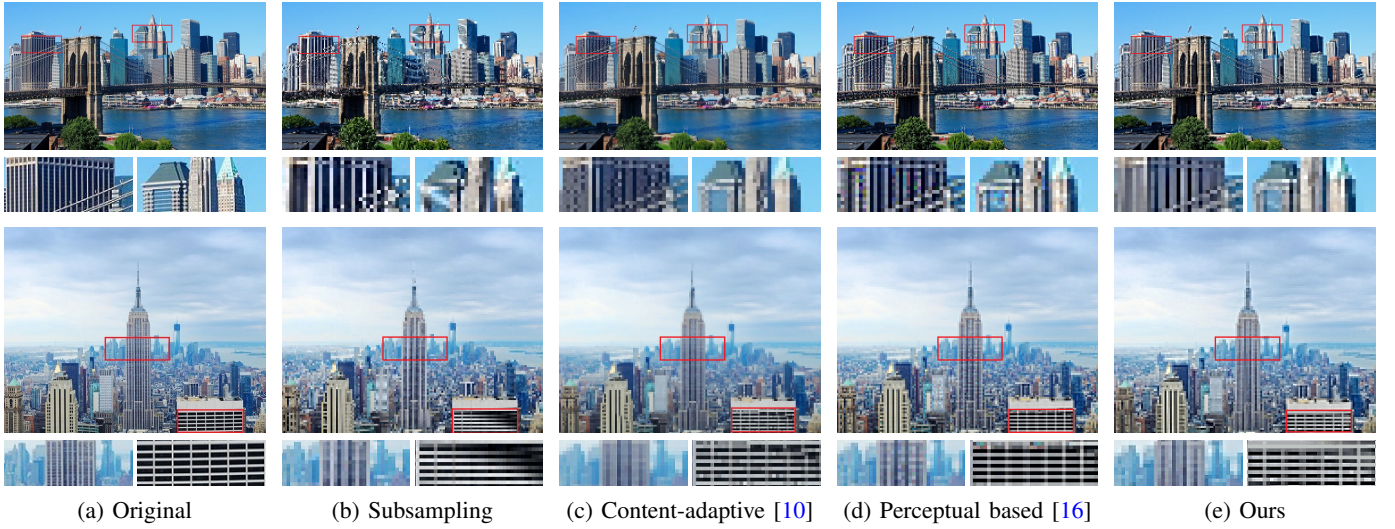 (a) Original
(b) Subsampling
(c) Content-adaptive [10]
(d) Perceptual based [16]
(e) Ours